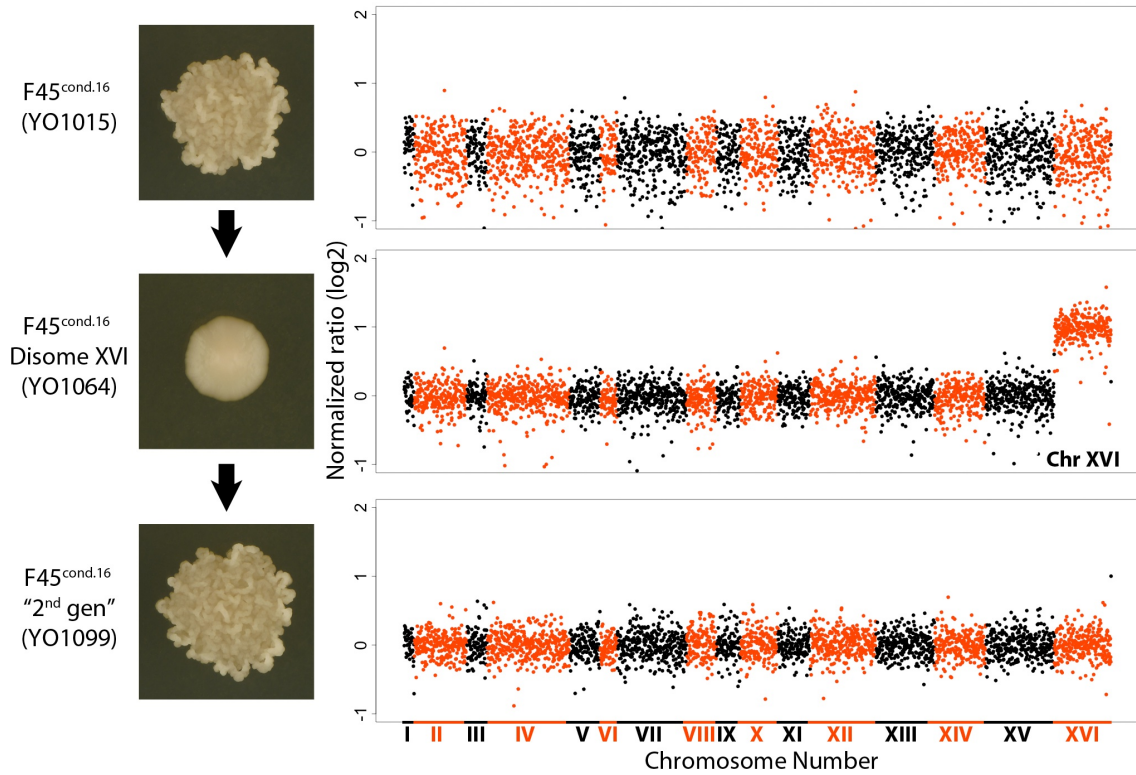 F45cond.16
(YO1015)
2
1
0
-1
F45cond.16
Disome XVI
(YO1064)
Normalized ratio (log2)
2
1
0
-1
Chr XVI
F45cond.16
“2nd gen”
(YO1099)
2
1
0
-1
I II III IV V VI VII VIII IX X XI XII XIII XIV XV XVI
Chromosome Number